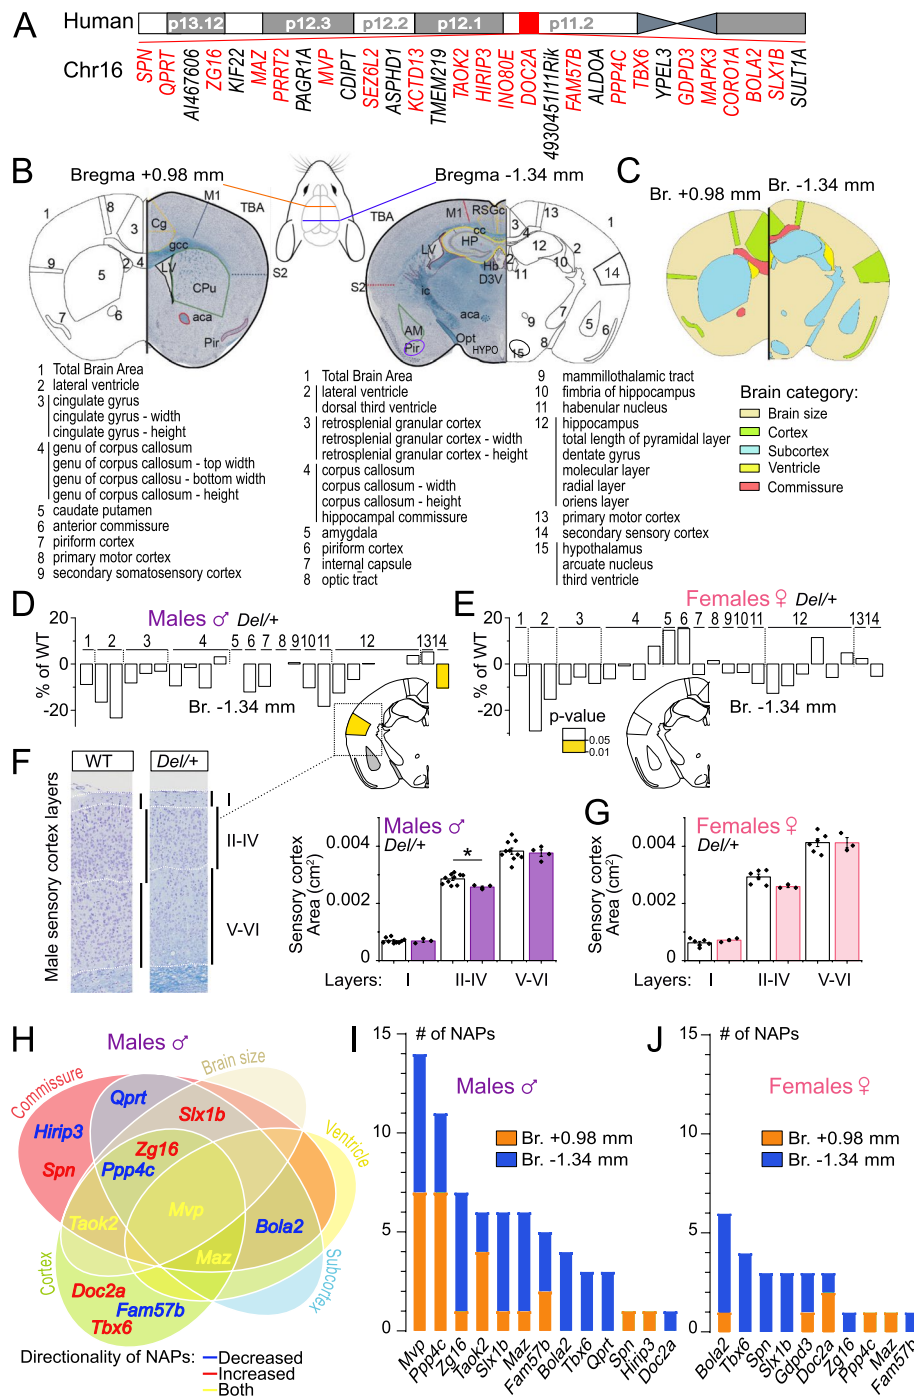 A
Human
p13.12
p12.3
p12.2
p12.1
p11.2
Chr16
SPN
QPRT
AI467606
ZG16
KIF22
MAZ
PRRT2
PAGR1A
MVP
CDIPT
SEZ6L2
ASPHD1
KCTD13
TMEM219
TAOK2
HIRIP3
INO80E
DOC2A
4930451I11Rik
FAM57B
ALDOA
PPP4C
TBX6
YPEL3
GDPD3
MAPK3
CORO1A
BOLA2
SLX1B
SULT1A
B
Bregma +0.98 mm
Bregma -1.34 mm
1
8
3
2
4
9
5
6
7
M1
TBA
Cg
gcc
LV
CPu
S2
aca
Pir
TBA
M1
RSGc
cc
HP
LV
Hb
D3V
S2
ic
aca
AM
Pir
Opt
HYPO
3
13
1
4
12
2
2
10
11
14
9
7
5
6
8
15
C
Br. +0.98 mm
Br. -1.34 mm
Brain category:
Brain size
Cortex
Subcortex
Ventricle
Commissure
1 Total Brain Area
2 lateral ventricle
3 cingulate gyrus
cingulate gyrus - width
cingulate gyrus - height
4 genu of corpus callosum
genu of corpus callosum - top width
genu of corpus callosu - bottom width
genu of corpus callosum - height
5 caudate putamen
6 anterior commissure
7 piriform cortex
8 primary motor cortex
9 secondary somatosensory cortex
1 Total Brain Area
2 lateral ventricle
dorsal third ventricle
3 retrosplenial granular cortex
retrosplenial granular cortex - width
retrosplenial granular cortex - height
4 corpus callosum
corpus callosum - width
corpus callosum - height
hippocampal commissure
5 amygdala
6 piriform cortex
7 internal capsule
8 optic tract
9 mammillothalamic tract
10 fimbria of hippocampus
11 habenular nucleus
12 hippocampus
total length of pyramidal layer
dentate gyrus
molecular layer
radial layer
oriens layer
13 primary motor cortex
14 secondary sensory cortex
15 hypothalamus
arcuate nucleus
third ventricle
D
Males ♂ Del/+
% of WT
20
0
-20
1 2 3 4 5 6 7 8 9 10 11 12 13 14
Br. -1.34 mm
E
Females ♀ Del/+
% of WT
20
0
-20
1 2 3 4 5 6 7 8 9 10 11 12 13 14
Br. -1.34 mm
p-value
0.05
0.01
F
WT
Del/+
Male sensory cortex layers
I
II-IV
V-VI
Males ♂
Del/+
*
Sensory cortex
Area (cm2)
0.004
0.002
0
Layers: I II-IV V-VI
G
Females ♀
Del/+
Sensory cortex
Area (cm2)
0.004
0.002
0
Layers: I II-IV V-VI
H
Males ♂
Commissure
Brain size
Ventricle
Subcortex
Cortex
Qprt
Hirip3
Slx1b
Spn
Zg16
Ppp4c
Taok2
Mvp
Bola2
Maz
Doc2a
Fam57b
Tbx6
Directionality of NAPs:
Decreased
Increased
Both
I
# of NAPs
Males ♂
Br. +0.98 mm
Br. -1.34 mm
15
10
5
0
Mvp
Ppp4c
Zg16
Taok2
Slx1b
Maz
Fam57b
Bola2
Tbx6
Qprt
Spn
Hirip3
Doc2a
J
# of NAPs
Females ♀
Br. +0.98 mm
Br. -1.34 mm
15
10
5
0
Bola2
Tbx6
Spn
Slx1b
Gdpd3
Doc2a
Zg16
Ppp4c
Maz
Fam57b